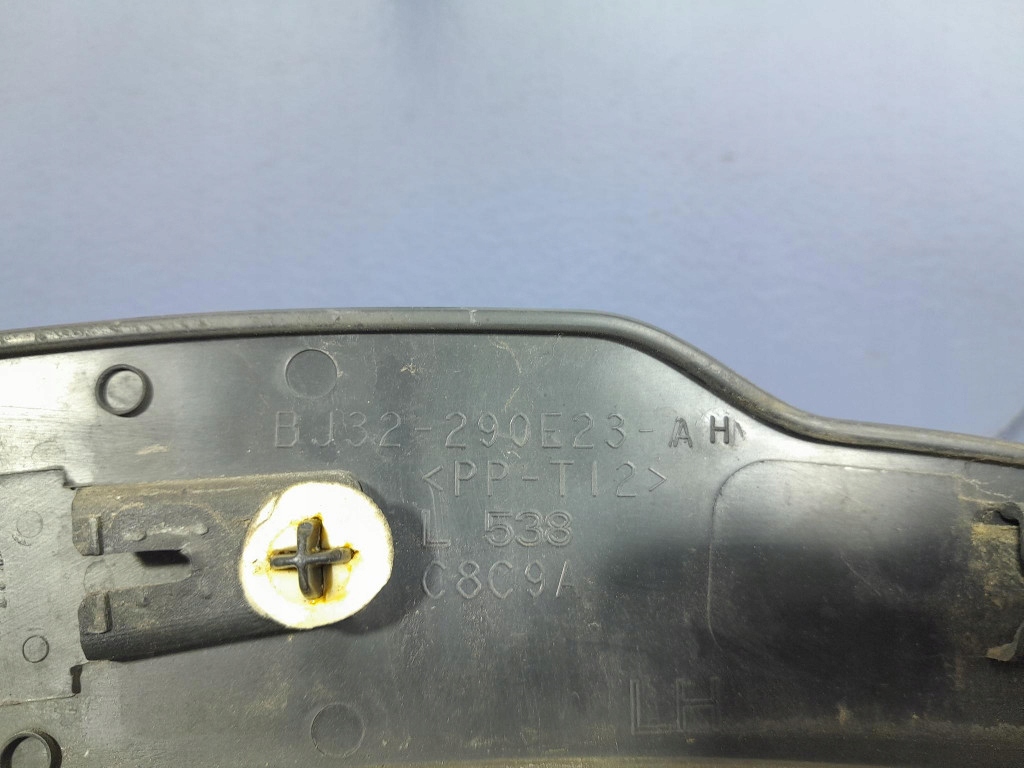 BJ32-290E23-AH
<PP-T12>
L 538
C8C9A
LH